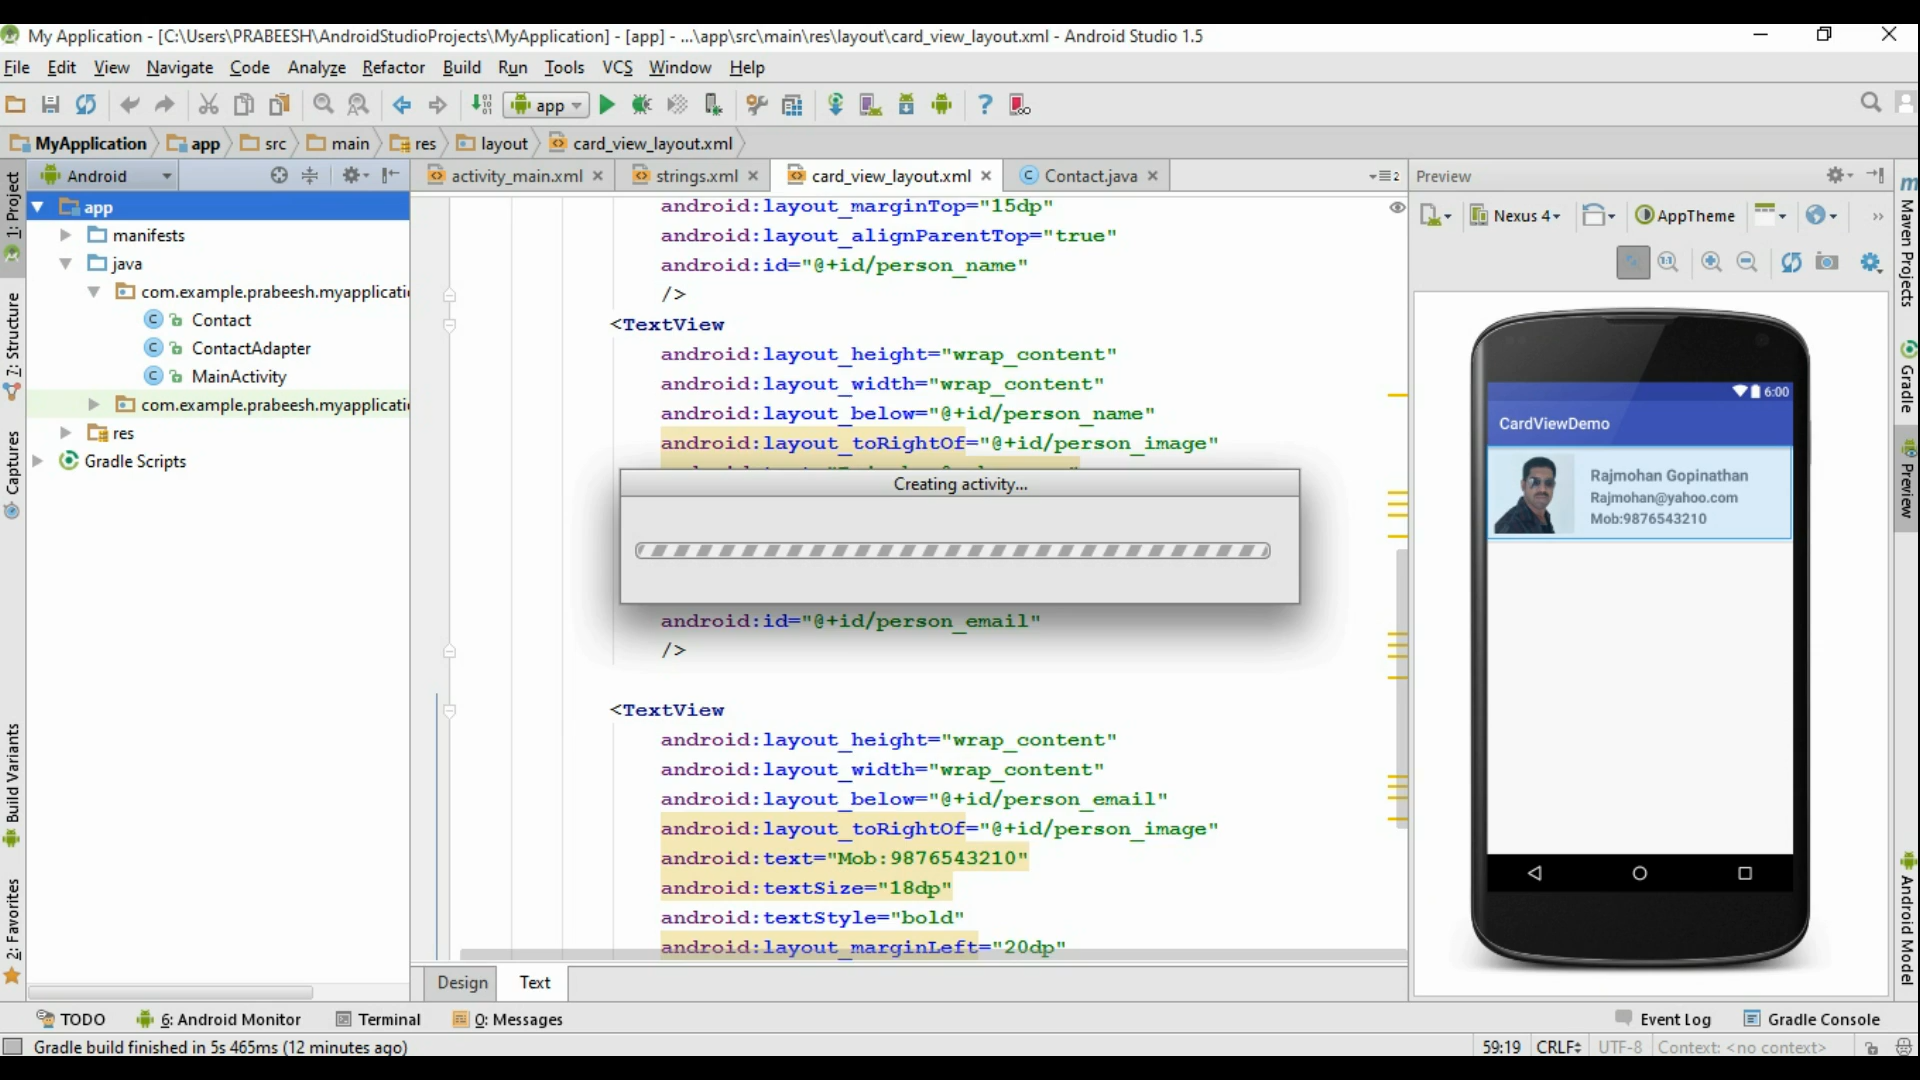 My Application - [C:\Users\PRABEESH\AndroidStudioProjects\MyApplication] - [app] - ...\app\src\main\res\layout\card_view_layout.xml - Android Studio 1.5
File Edit View Navigate Code Analyze Refactor Build Run Tools VCS Window Help
app
MyApplication app src main res layout card_view_layout.xml
Android
activity_main.xml strings.xml card_view_layout.xml Contact.java
2
Preview
1: Project
7: Structure
Captures
Build Variants
2: Favorites
app
manifests
java
com.example.prabeesh.myapplicati
Contact
ContactAdapter
MainActivity
com.example.prabeesh.myapplicati
res
Gradle Scripts
android:layout_marginTop="15dp"
android:layout_alignParentTop="true"
android:id="@+id/person_name"
/>
<TextView
android:layout_height="wrap_content"
android:layout_width="wrap_content"
android:layout_below="@+id/person_name"
android:layout_toRightOf="@+id/person_image"
Creating activity...
android:id="@+id/person_email"
/>
<TextView
android:layout_height="wrap_content"
android:layout_width="wrap_content"
android:layout_below="@+id/person_email"
android:layout_toRightOf="@+id/person_image"
android:text="Mob:9876543210"
android:textSize="18dp"
android:textStyle="bold"
android:layout_marginLeft="20dp"
Design Text
Nexus 4 AppTheme
6:00
CardViewDemo
Rajmohan Gopinathan
Rajmohan@yahoo.com
Mob:9876543210
Maven Projects
Gradle
Preview
Android Model
TODO 6: Android Monitor Terminal 0: Messages Event Log Gradle Console
Gradle build finished in 5s 465ms (12 minutes ago) 59:19 CRLF UTF-8 Context: <no context>